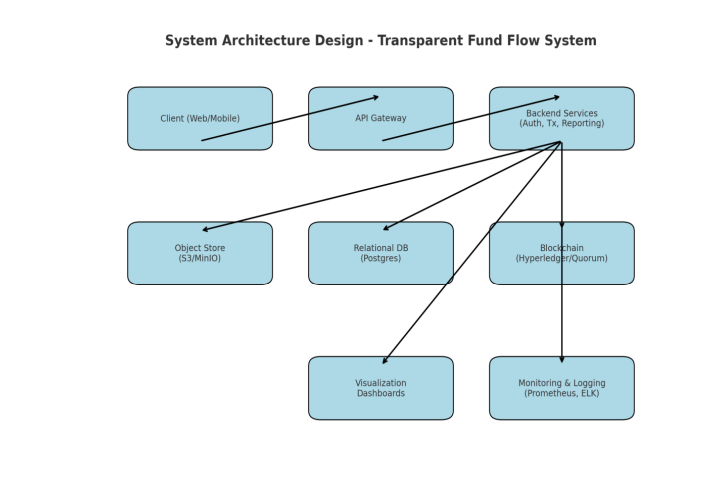 System Architecture Design - Transparent Fund Flow System
Client (Web/Mobile)
API Gateway
Backend Services
(Auth, Tx, Reporting)
Object Store
(S3/MinIO)
Relational DB
(Postgres)
Blockchain
(Hyperledger/Quorum)
Visualization
Dashboards
Monitoring & Logging
(Prometheus, ELK)